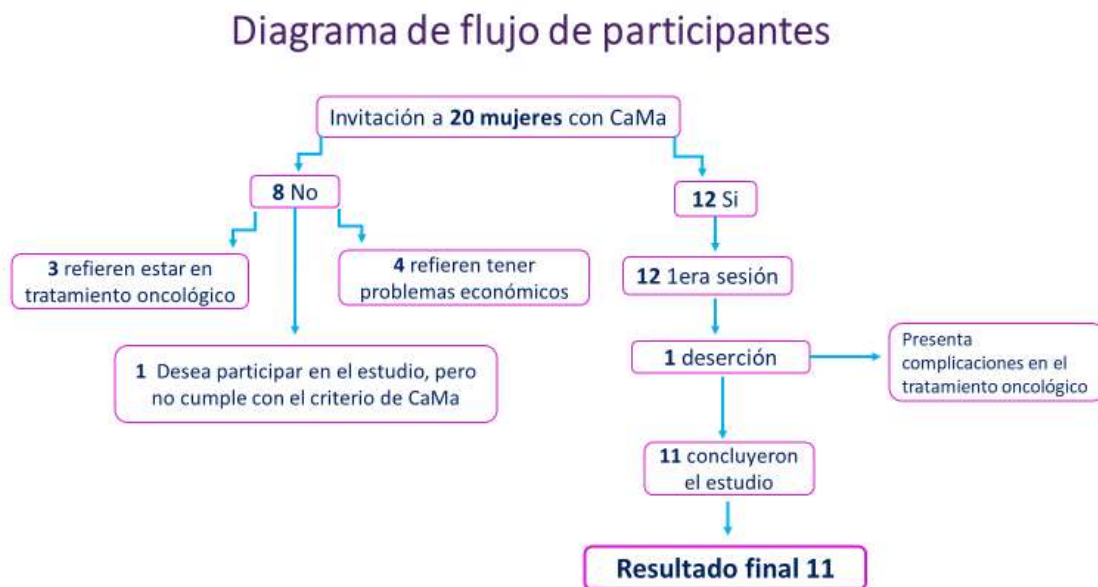 Diagrama de flujo de participantes
Invitación a 20 mujeres con CaMa
8 No
12 Si
3 refieren estar en
tratamiento oncológico
4 refieren tener
problemas económicos
12 1era sesión
1 Desea participar en el estudio, pero
no cumple con el criterio de CaMa
1 deserción
Presenta
complicaciones en el
tratamiento oncológico
11 concluyeron
el estudio
Resultado final 11